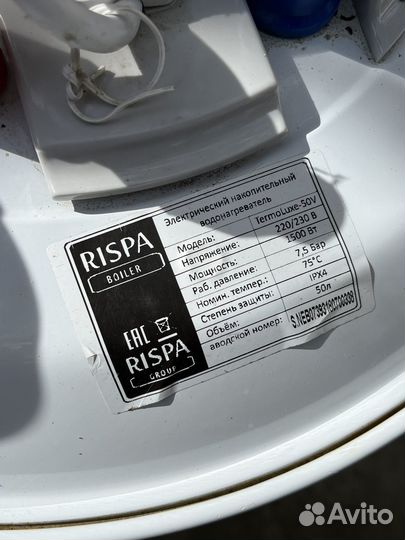 RISPA
BOILER
EAC
RISPA
GROUP
Электрический накопительный
водонагреватель
Модель: TermoLuxe-50V
Напряжение: 220/230 В
Мощность: 1500 Вт
Раб. давление: 7,5 бар
Номин. темпер.: 75°С
Степень защиты: IPX4
Объём: 50л
аводской номер:
Avito